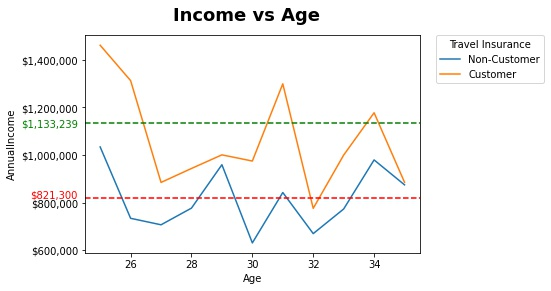 Income vs Age
Travel Insurance
Non-Customer
Customer
$1,400,000
$1,200,000
$1,133,239
$1,000,000
$821,300
$800,000
$600,000
AnnualIncome
26 28 30 32 34
Age